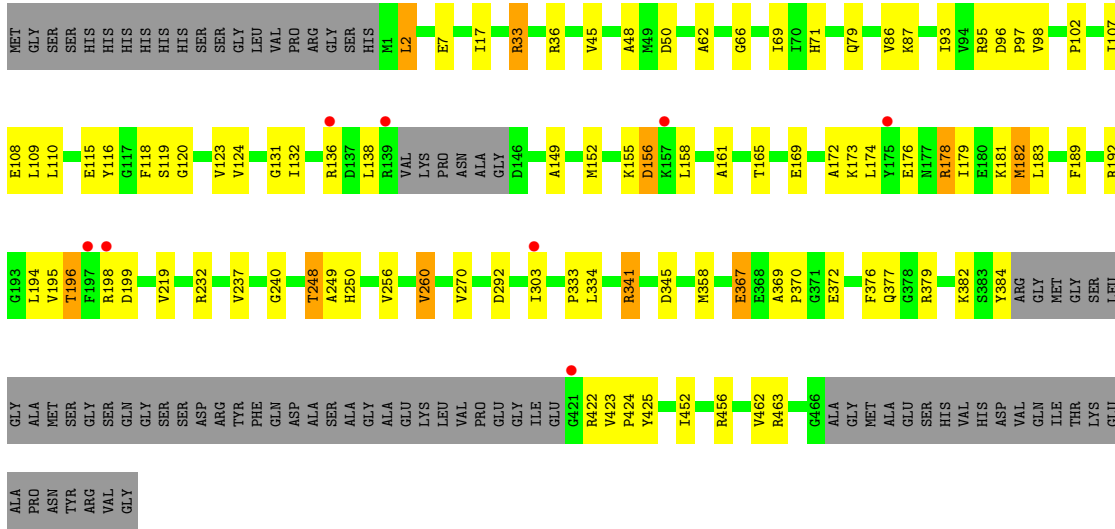 MET GLY SER SER HIS HIS HIS HIS HIS HIS SER SER GLY LEU VAL PRO ARG GLY SER HIS M1 L2 E7 I17 R33 R36 V45 A48 M49 D50 A62 G66 I69 I70 H71 Q79 V86 K87 I93 V94 R95 D96 P97 V98 P102 I107
E108 L109 L110 E115 Y116 G117 F118 S119 G120 V123 V124 G131 I132 R136 D137 L138 R139 VAL LYS PRO ASN ALA GLY D146 A149 M152 K155 D156 K157 L158 A161 T165 E169 A172 K173 L174 Y175 E176 N177 R178 I179 E180 K181 M182 L183 F189 R192
G193 L194 V195 T196 F197 R198 D199 V219 R232 V237 G240 T248 A249 H250 V256 V260 V270 D292 I303 P333 L334 R341 D345 M358 E367 E368 A369 P370 G371 E372 F376 Q377 G378 R379 K382 S383 Y384 ARG GLY MET GLY SER LEU
GLY ALA MET SER GLY SER GLN GLY SER SER ASP ARG TYR PHE GLN ASP ALA SER ALA GLY ALA GLU LYS LEU VAL PRO GLU GLY ILE GLU G421 R422 V423 P424 Y425 I452 R456 V462 R463 G466 ALA GLY MET ALA GLU SER HIS VAL HIS ASP VAL GLN ILE THR LYS GLU
ALA PRO ASN TYR ARG VAL GLY